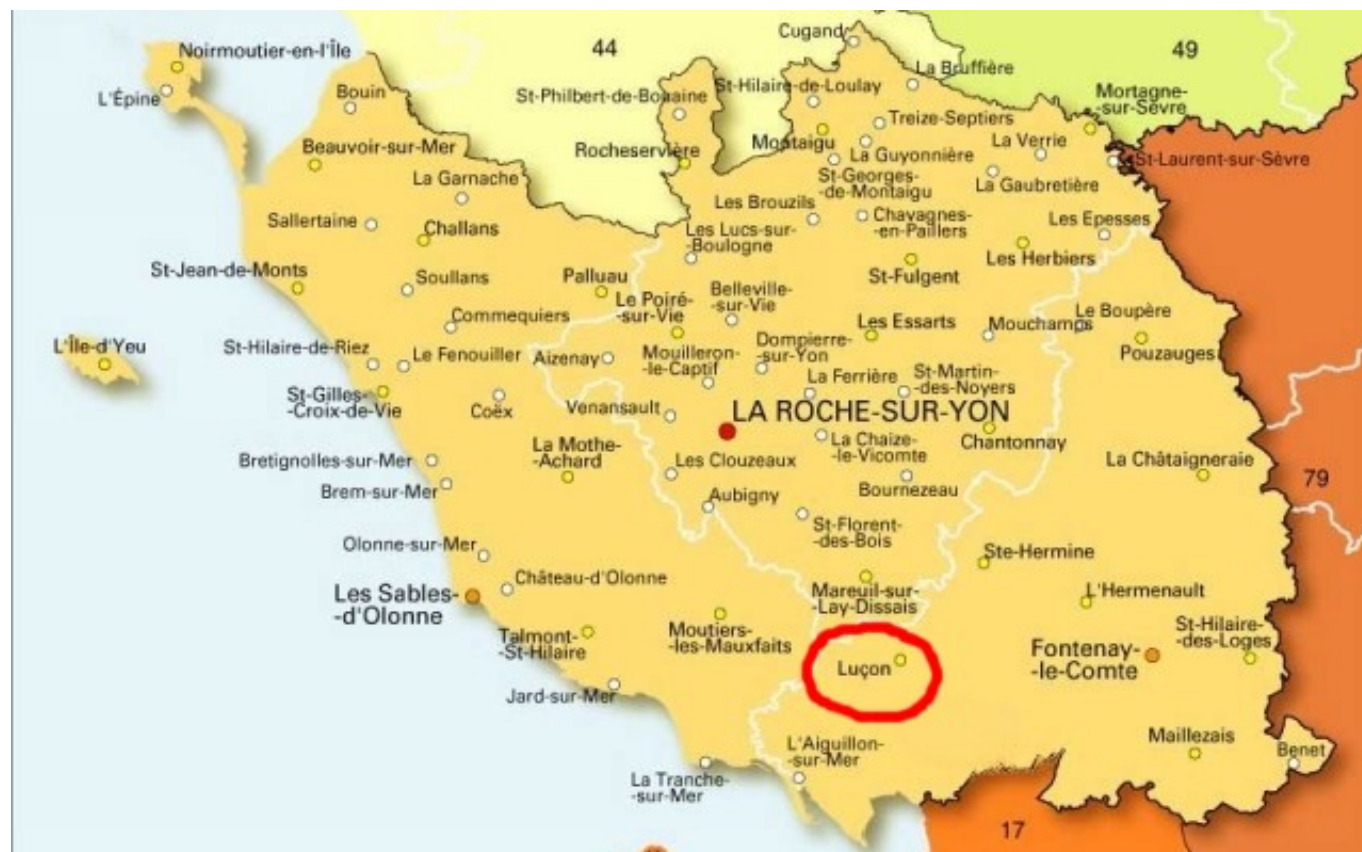 Cugand
44
49
Noirmoutier-en-l'Île
La Bruffière
L'Épine
Bouin
St-Hilaire-de-Loulay
Mortagne-
-sur-Sèvre
St-Philbert-de-Bouaine
Treize-Septiers
Beauvoir-sur-Mer
Rocheservière
Montaigu
La Verrie
La Guyonnière
St-Laurent-sur-Sèvre
La Garnache
St-Georges-
-de-Montaigu
La Gaubretière
Les Brouzils
Sallertaine
Challans
Les Lucs-sur-
-Boulogne
Chavagnes-
-en-Paillers
Les Epesses
Les Herbiers
St-Jean-de-Monts
Soullans
Palluau
St-Fulgent
Belleville-
-sur-Vie
Le Poiré-
-sur-Vie
Commequiers
Les Essarts
Mouchamps
Le Boupère
L'Île-d'Yeu
St-Hilaire-de-Riez
Le Fenouiller
Aizenay
Mouilleron-
-le-Captif
Dompierre-
-sur-Yon
Pouzauges
La Ferrière
St-Martin-
-des-Noyers
St-Gilles-
-Croix-de-Vie
Coëx
Venansault
LA ROCHE-SUR-YON
Chantonnay
La Mothe-
-Achard
La Chaize-
-le-Vicomte
Bretignolles-sur-Mer
Les Clouzeaux
La Châtaigneraie
79
Brem-sur-Mer
Aubigny
Bournezeau
St-Florent-
-des-Bois
Olonne-sur-Mer
Ste-Hermine
Château-d'Olonne
Les Sables-
-d'Olonne
Mareuil-sur-
-Lay-Dissais
L'Hermenault
Talmont-
-St-Hilaire
Moutiers-
-les-Mauxfaits
St-Hilaire-
-des-Loges
Luçon
Fontenay-
-le-Comte
Jard-sur-Mer
L'Aiguillon-
-sur-Mer
Maillezais
Benet
La Tranche-
-sur-Mer
17